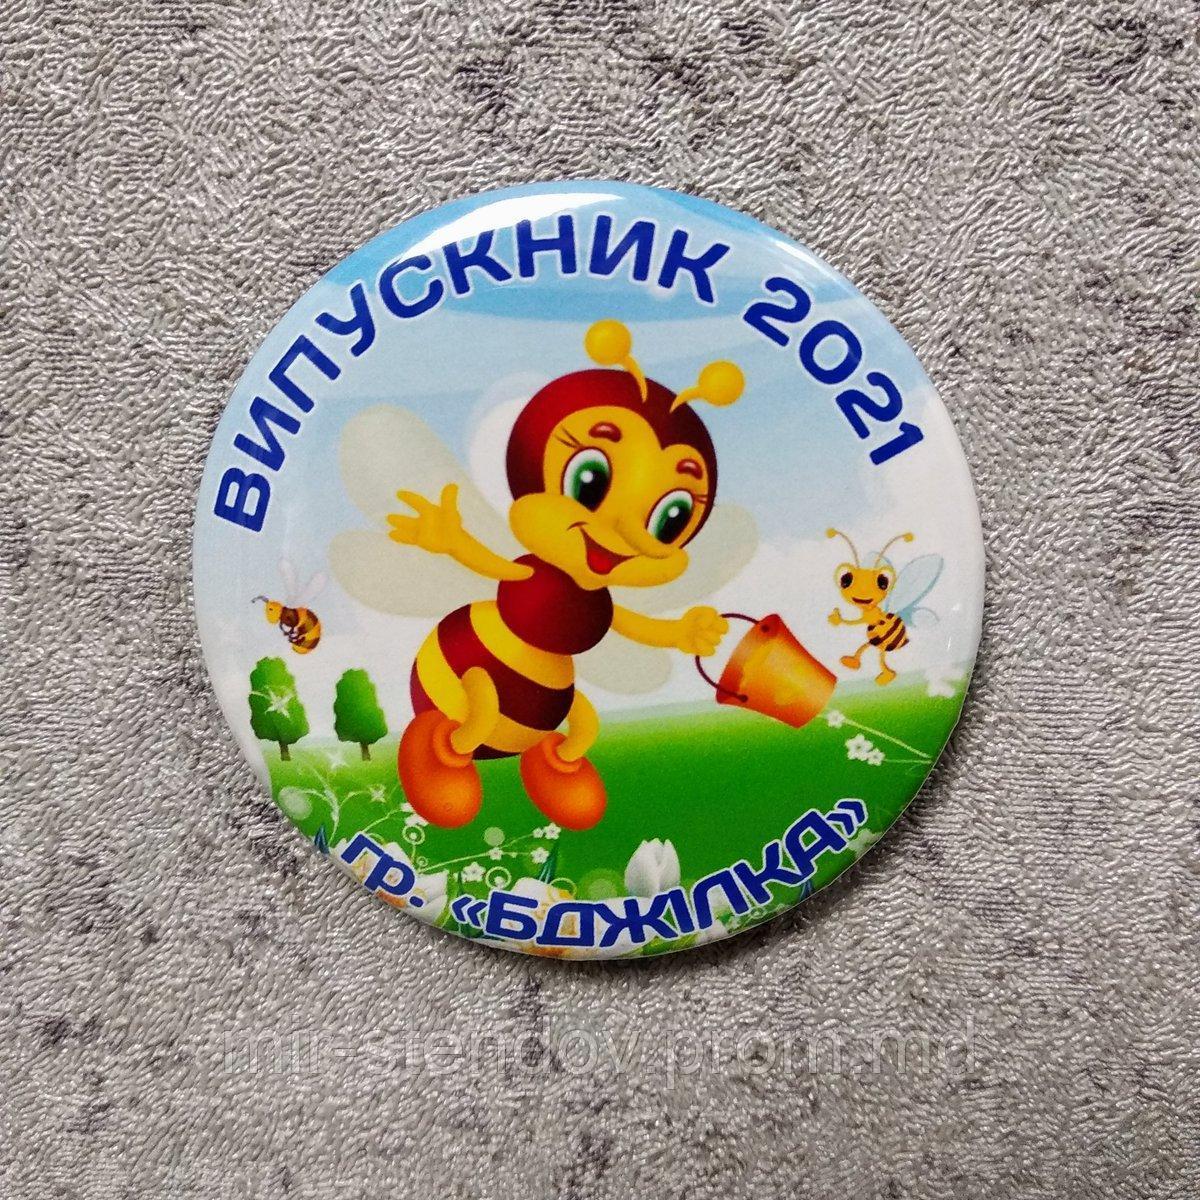 ВИПУСКНИК 2021
гр. «БДЖІЛКА»
mir-stendov.prom.md